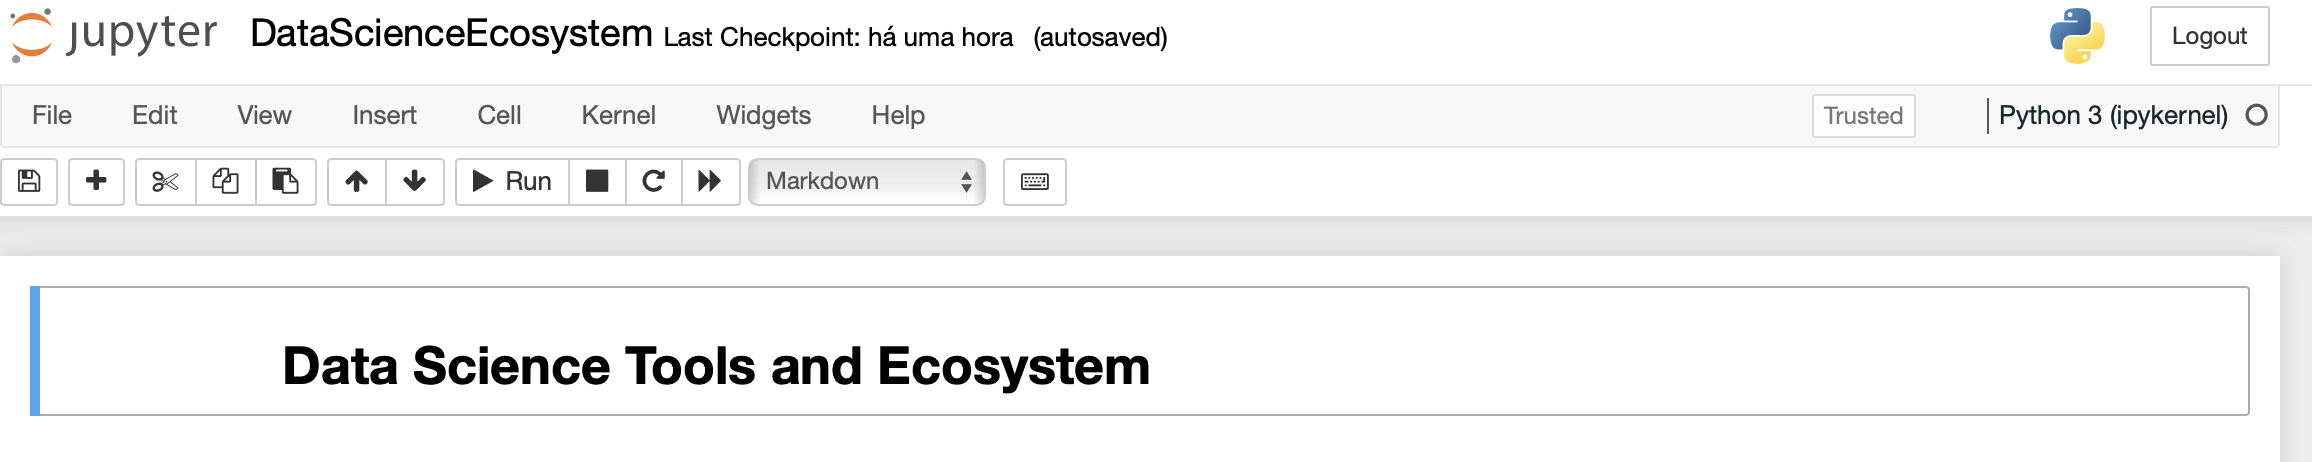 jupyter DataScienceEcosystem Last Checkpoint: há uma hora (autosaved) Logout
File Edit View Insert Cell Kernel Widgets Help Trusted Python 3 (ipykernel)
Run Markdown
Data Science Tools and Ecosystem